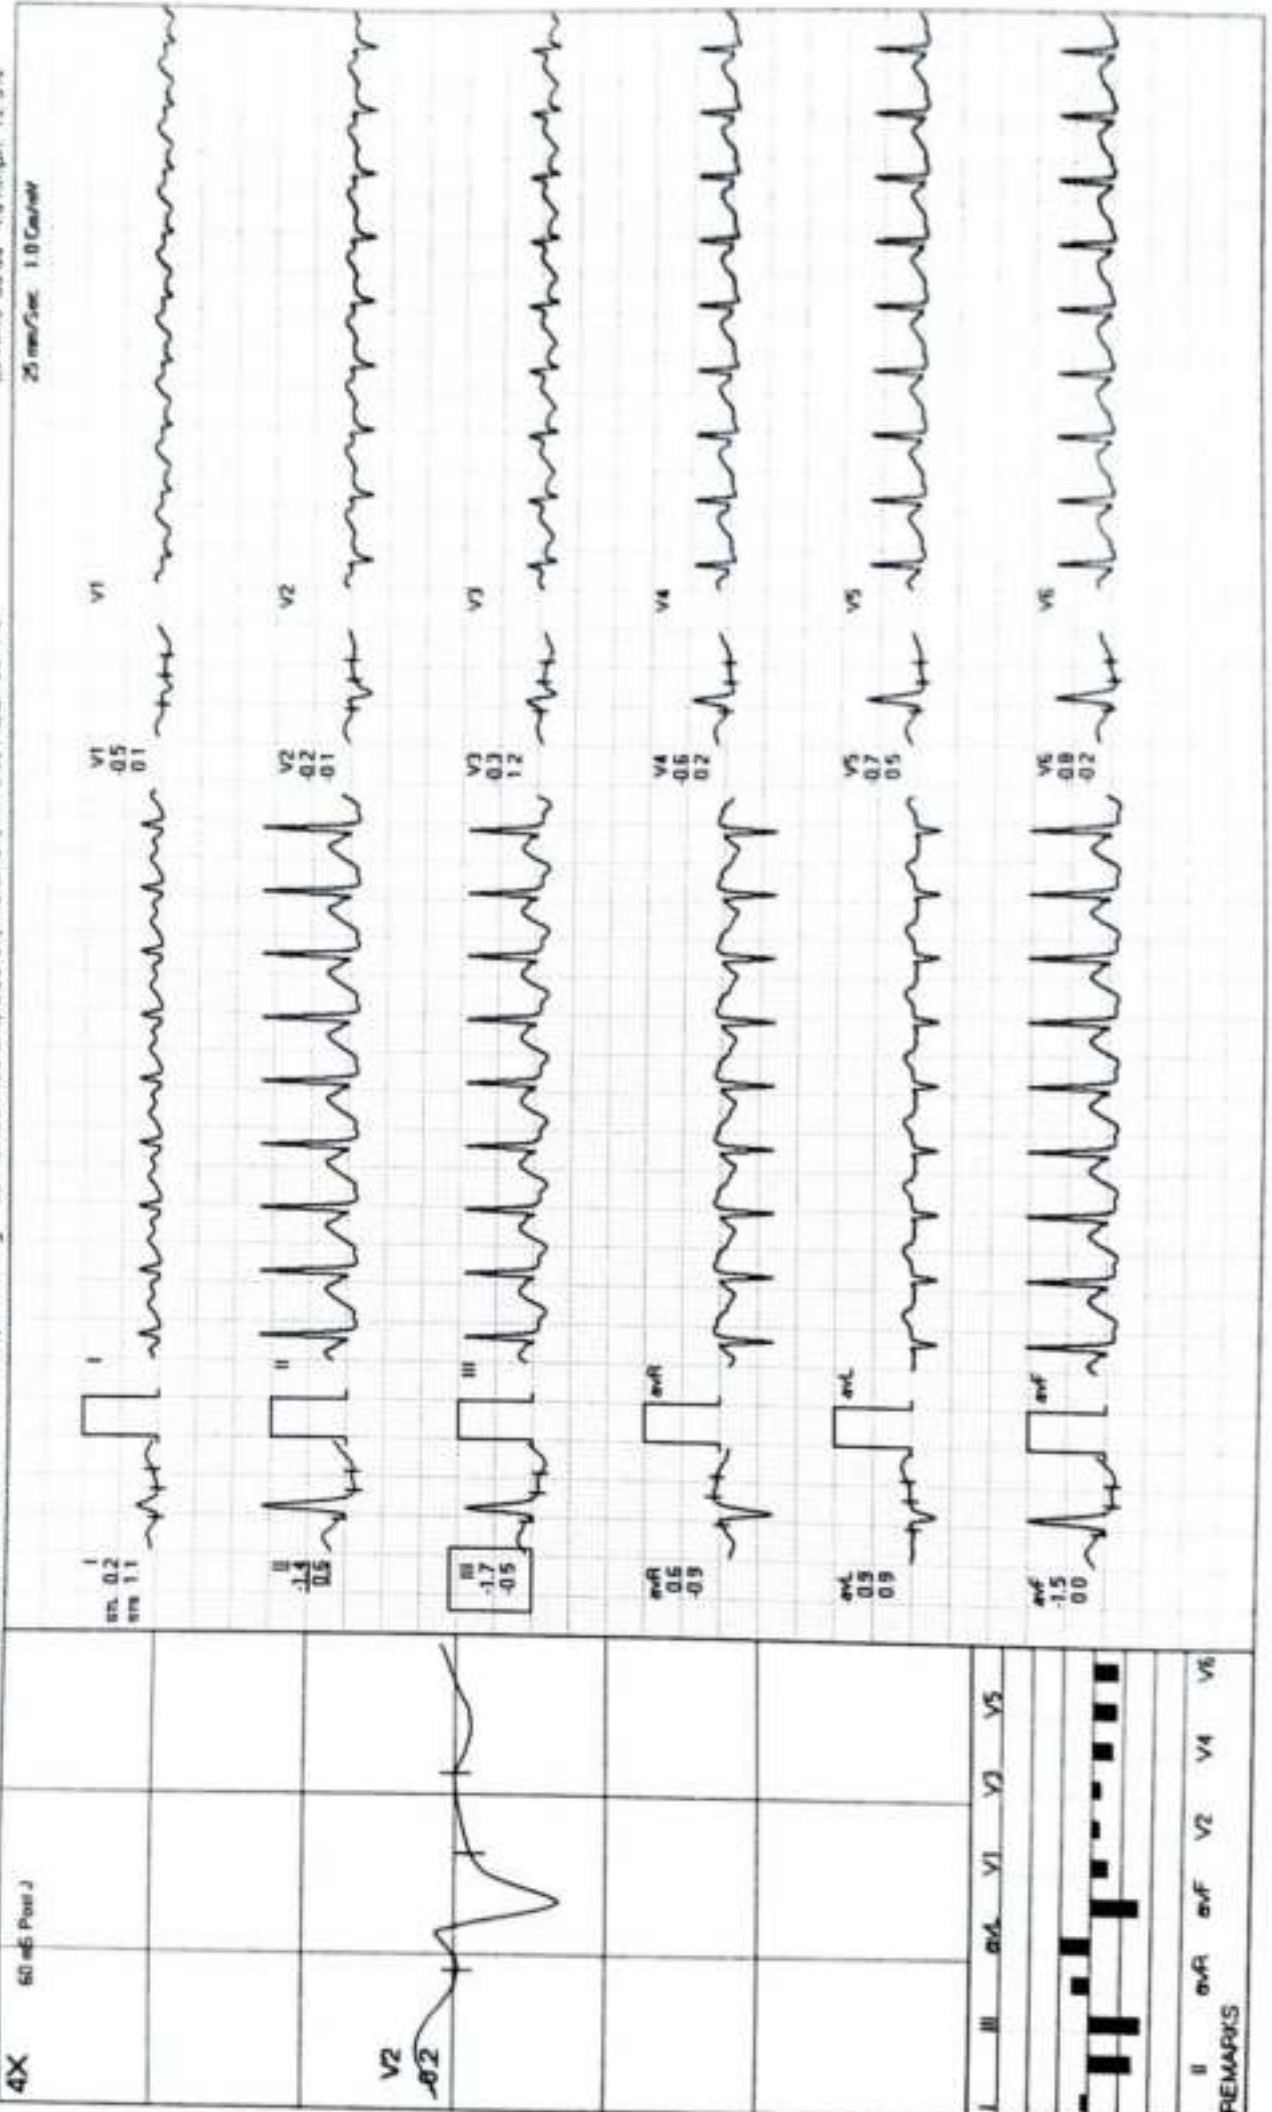 4X
60 mS Post J
25 mm/Sec. 1.0 Cm/mV
V2
-0.2
I
STL 0.2
STS 1.1
I
V1
-0.5
0.1
V1
II
-1.4
0.6
II
V2
-0.2
-0.1
V2
III
-1.7
-0.5
III
V3
-0.3
1.2
V3
avR
0.6
-0.9
avR
V4
-0.6
0.2
V4
avL
0.9
0.9
avL
V5
-0.7
0.5
V5
avF
-1.5
0.0
avF
V6
-0.8
-0.2
V6
I III avL V1 V3 V5
II avR avF V2 V4 V6
REMARKS